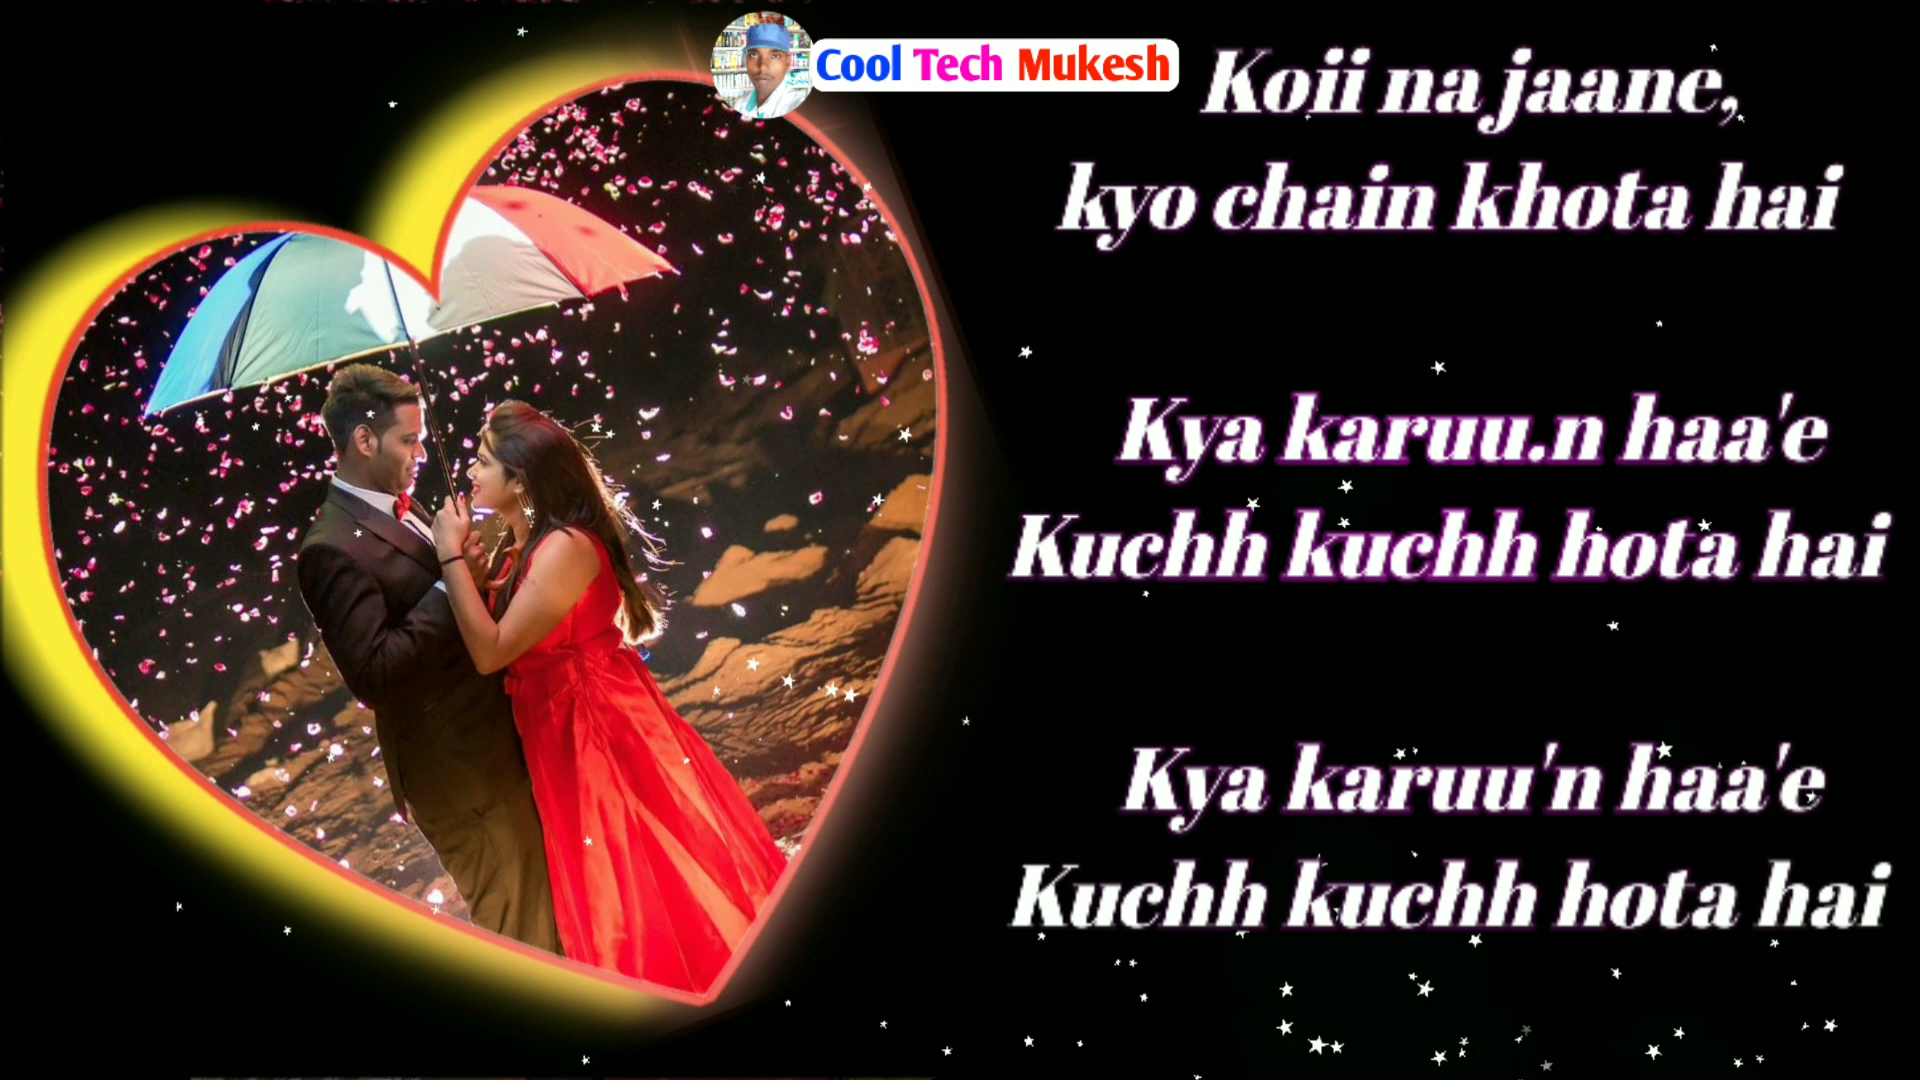 Cool Tech Mukesh
Koii na jaane,
kyo chain khota hai
Kya karuu.n haa'e
Kuchh kuchh hota hai
Kya karuu'n haa'e
Kuchh kuchh hota hai